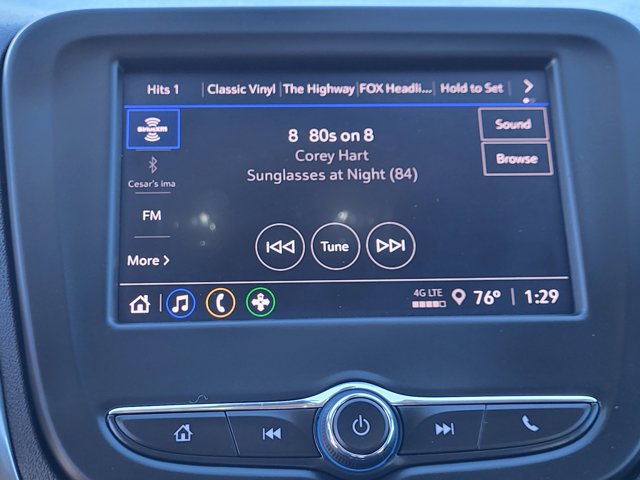 Hits 1 Classic Vinyl The Highway FOX Headli... Hold to Set
SiriusXM
8 80s on 8
Sound
Corey Hart
Browse
Cesar's ima
Sunglasses at Night (84)
FM
Tune
More
4G LTE 76° 1:29